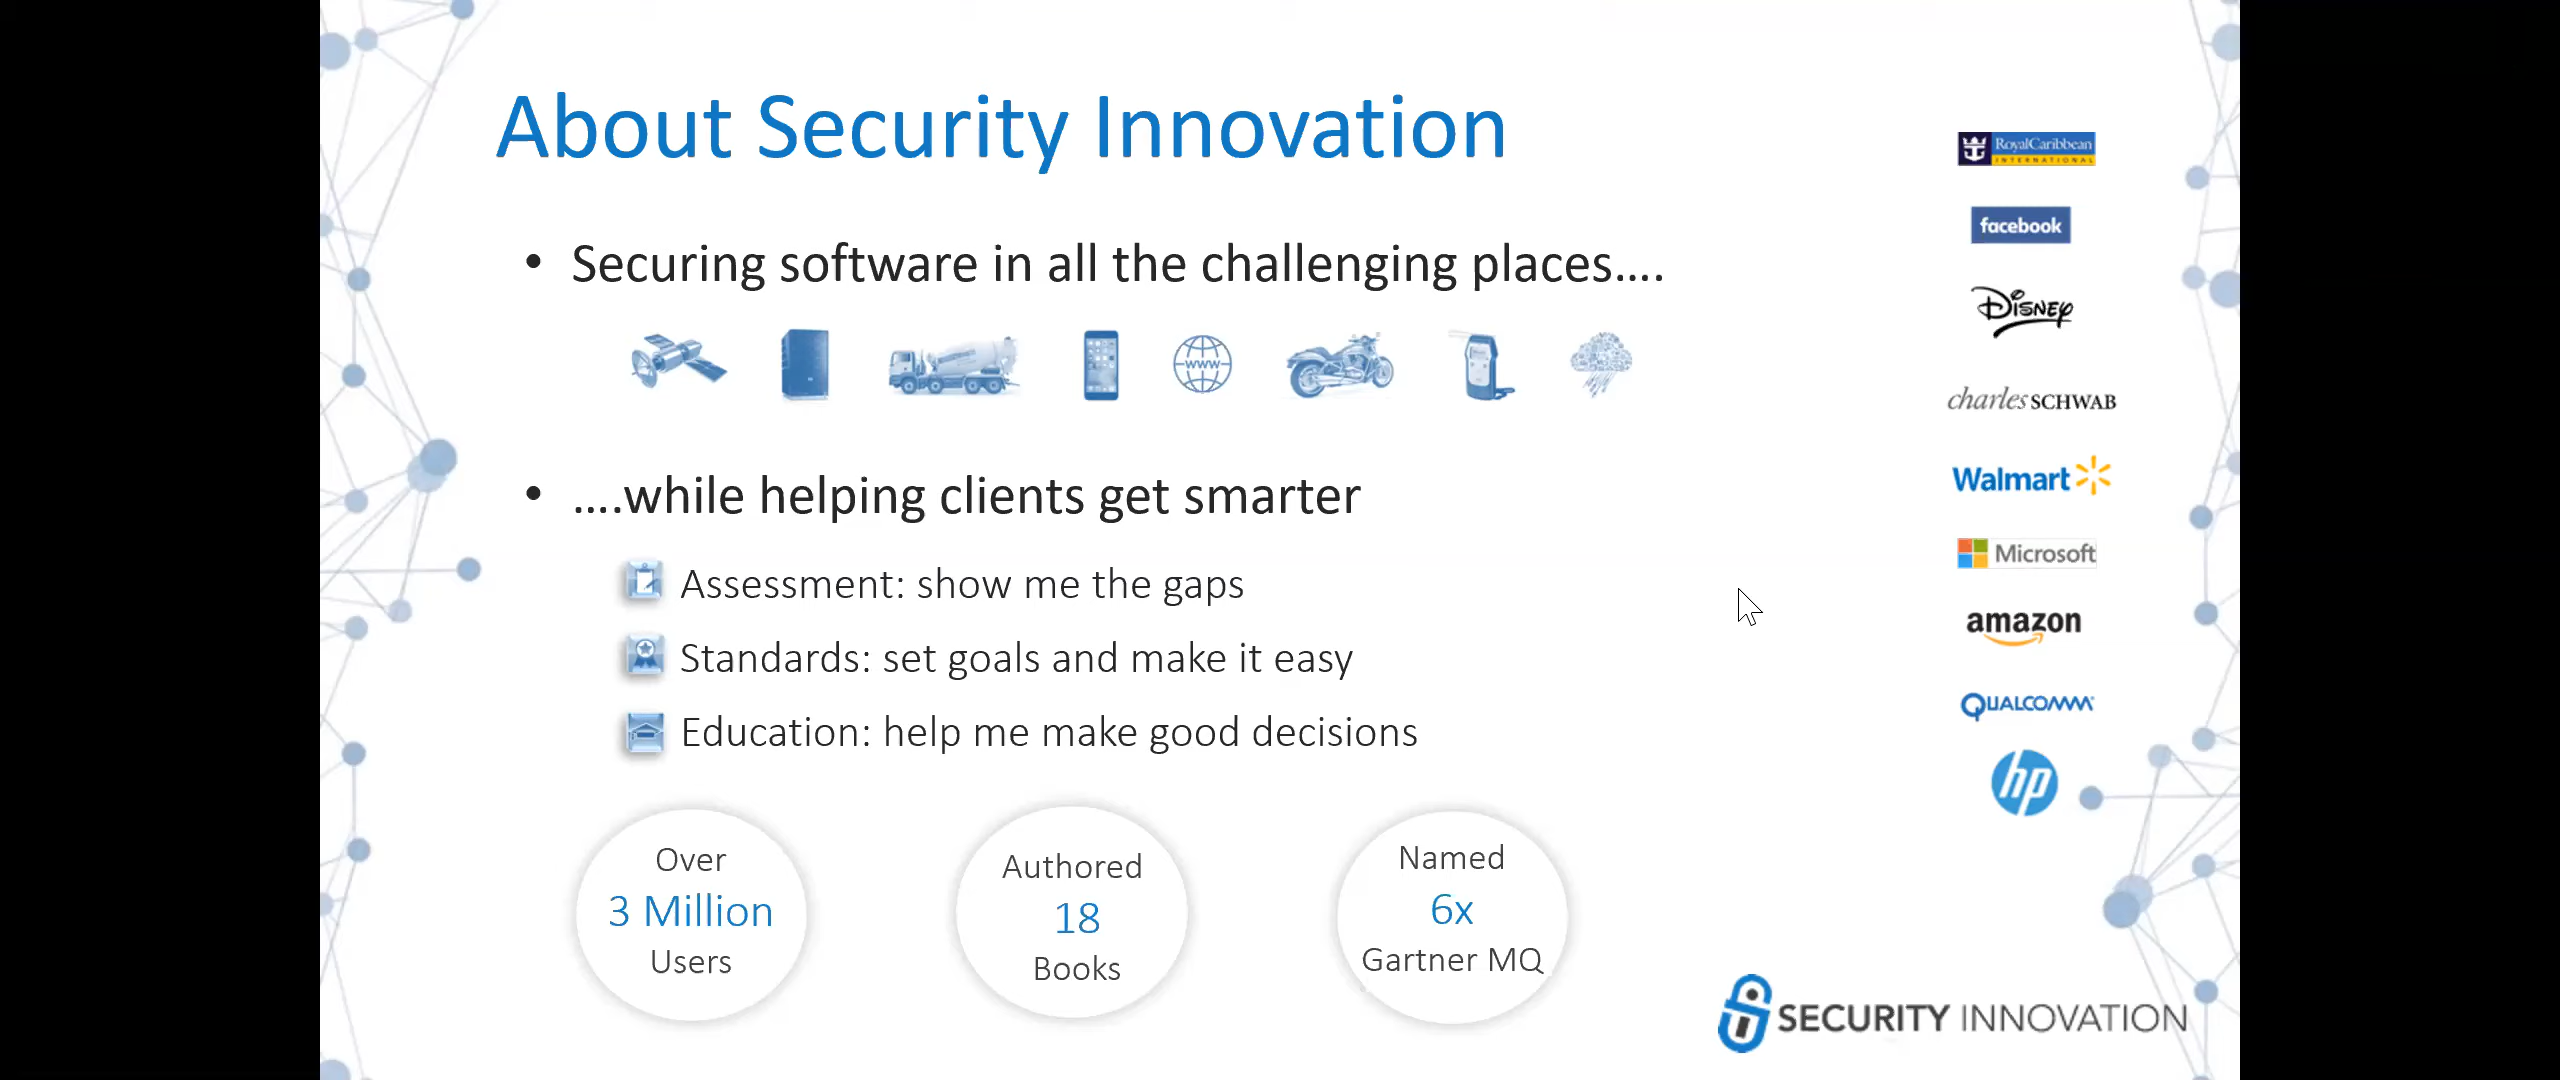 About Security Innovation
• Securing software in all the challenging places....
www
• ....while helping clients get smarter
Assessment: show me the gaps
Standards: set goals and make it easy
Education: help me make good decisions
Over
3 Million
Users
Authored
18
Books
Named
6x
Gartner MQ
RoyalCaribbean
INTERNATIONAL
facebook
Disney
charles SCHWAB
Walmart
Microsoft
amazon
QUALCOMM
hp
SECURITY INNOVATION